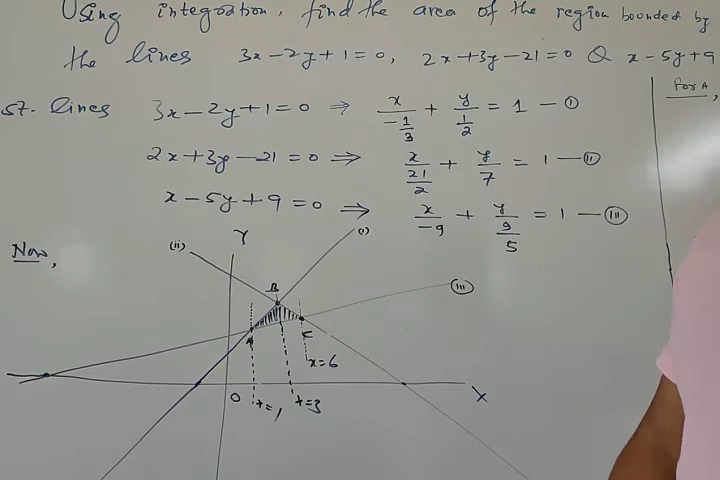 Using integration, find the area of the region bounded by
the lines 3x-2y+1=0, 2x+3y-21=0 & x-5y+9
For A,
st. lines 3x-2y+1=0 ⇒ x/(-1/3) + y/(1/2) = 1 - (i)
2x+3y-21=0 ⇒ x/(21/2) + y/7 = 1 - (ii)
x-5y+9=0 ⇒ x/-9 + y/(9/5) = 1 - (iii)
Now,
(ii) Y (i)
B (iii)
A C
x=6
O x=1 x=3 X